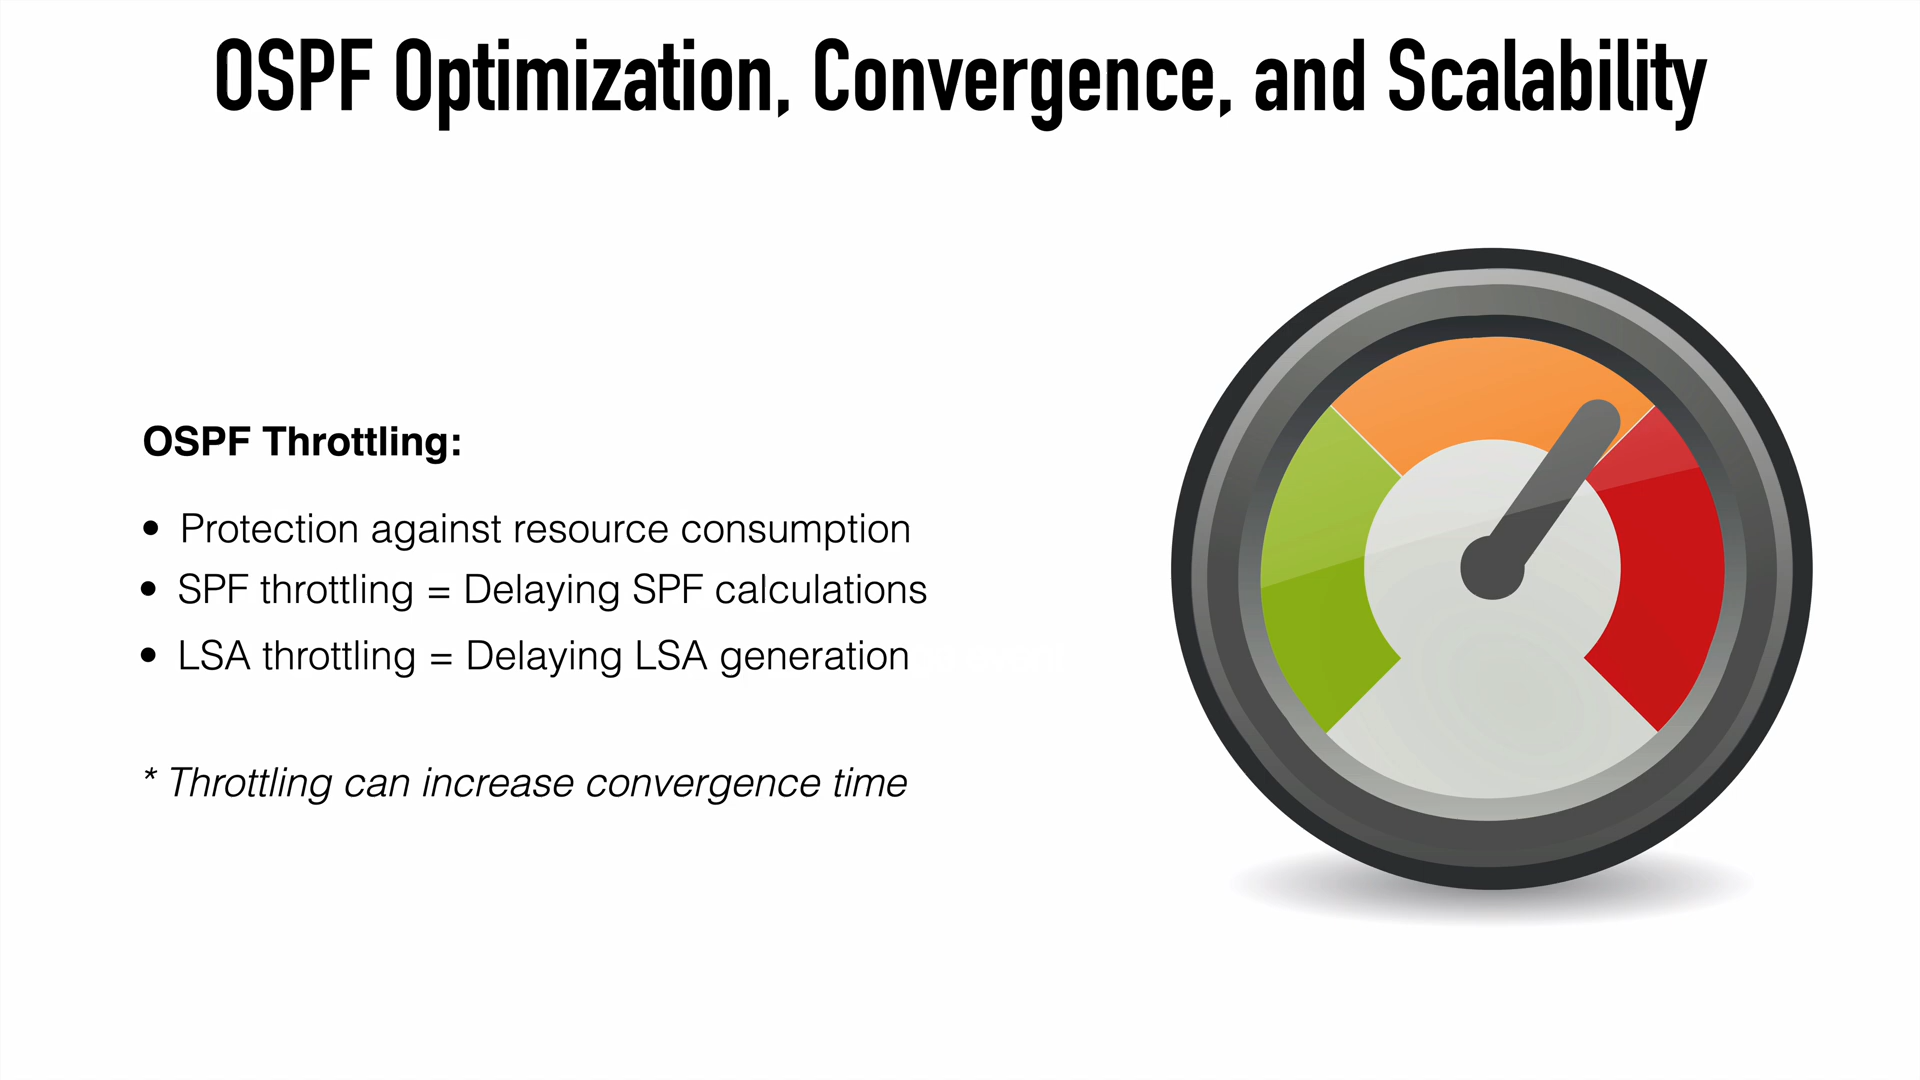 OSPF Optimization, Convergence, and Scalability
OSPF Throttling:
• Protection against resource consumption
• SPF throttling = Delaying SPF calculations
• LSA throttling = Delaying LSA generation
* Throttling can increase convergence time